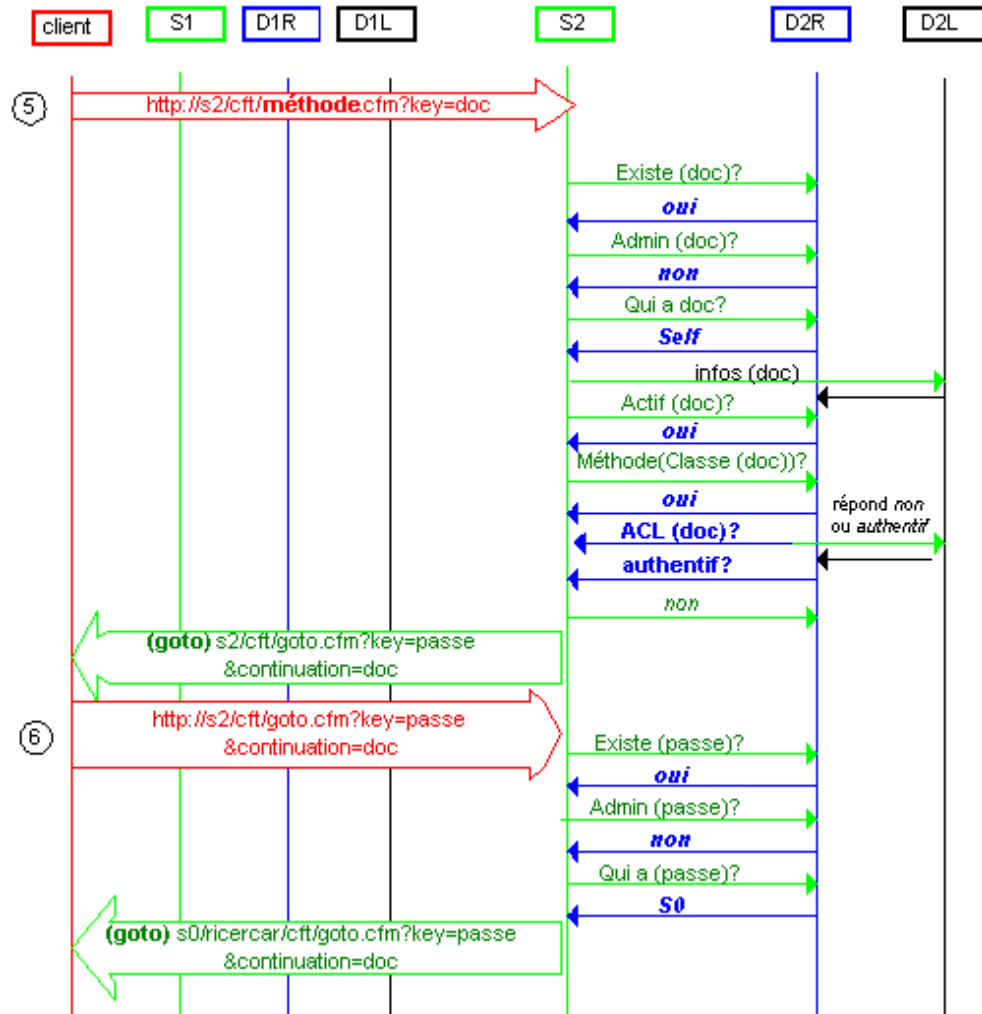 client S1 D1R D1L S2 D2R D2L
5
http://s2/cft/méthode.cfm?key=doc
Existe (doc)?
oui
Admin (doc)?
non
Qui a doc?
Self
infos (doc)
Actif (doc)?
oui
Méthode(Classe (doc))?
oui
répond non
ou authentif
ACL (doc)?
authentif?
non
(goto) s2/cft/goto.cfm?key=passe
&continuation=doc
6
http://s2/cft/goto.cfm?key=passe
&continuation=doc
Existe (passe)?
oui
Admin (passe)?
non
Qui a (passe)?
S0
(goto) s0/ricercar/cft/goto.cfm?key=passe
&continuation=doc